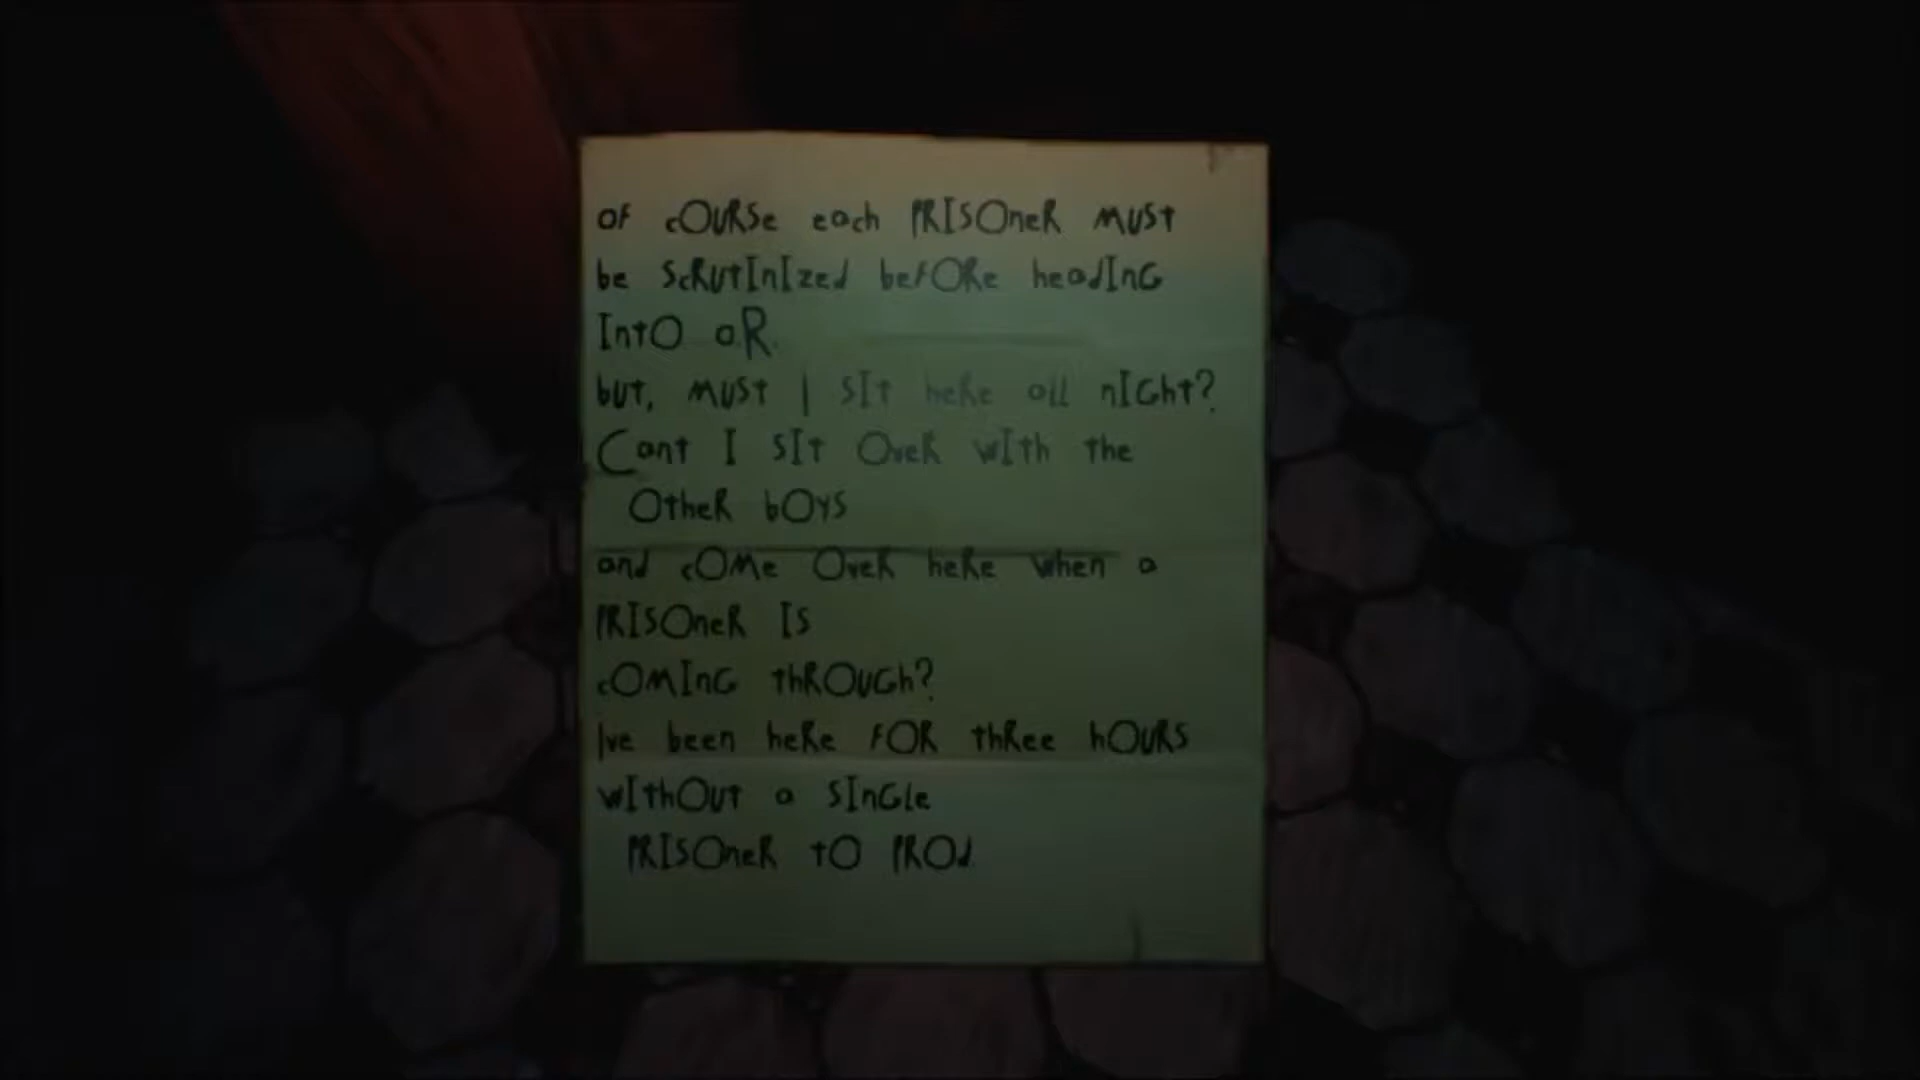 of cOURSe each PRISOneR MUSt
be ScRUtInIzed befORe headInG
IntO a.R.
but, MUSt I SIt heRe all nIGht?
Cant I SIt OveR wIth the
OtheR bOYS
and cOMe OveR heRe when a
PRISOneR IS
cOMInG thROUGh?
Ive been heRe fOR thRee hOURS
wIthOut a SInGle
PRISOneR tO PROd.